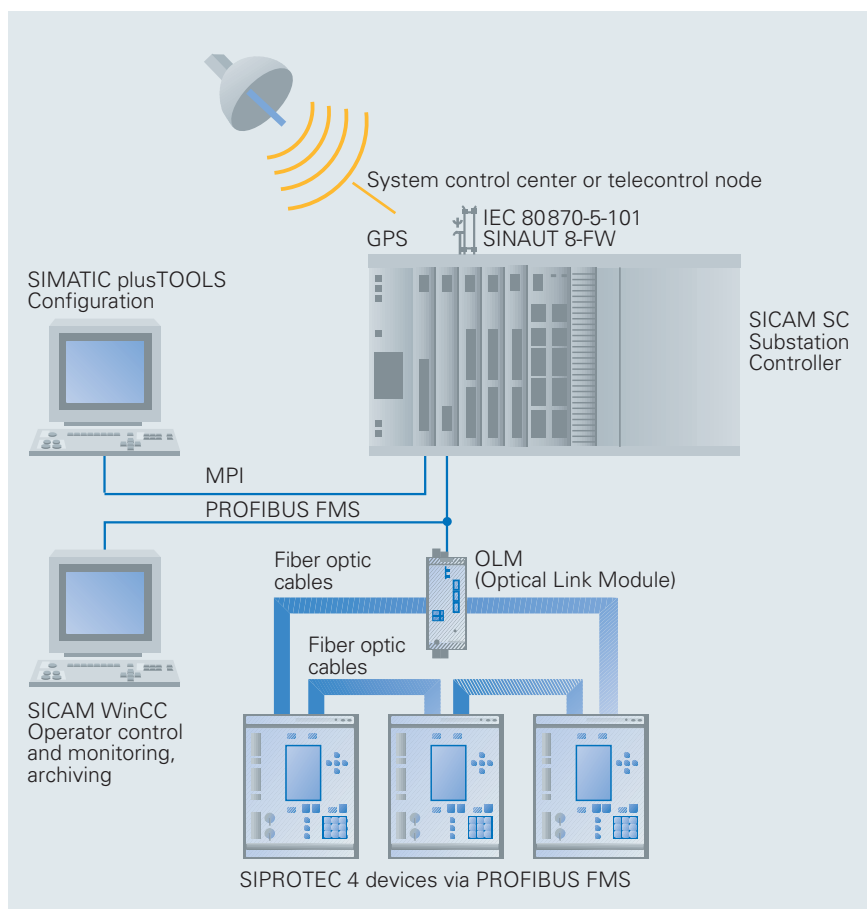 System control center or telecontrol node
IEC 80870-5-101
SINAUT 8-FW
GPS
SIMATIC plusTOOLS
Configuration
SICAM SC
Substation
Controller
MPI
PROFIBUS FMS
OLM
(Optical Link Module)
Fiber optic
cables
Fiber optic
cables
SICAM WinCC
Operator control
and monitoring,
archiving
SIPROTEC 4 devices via PROFIBUS FMS